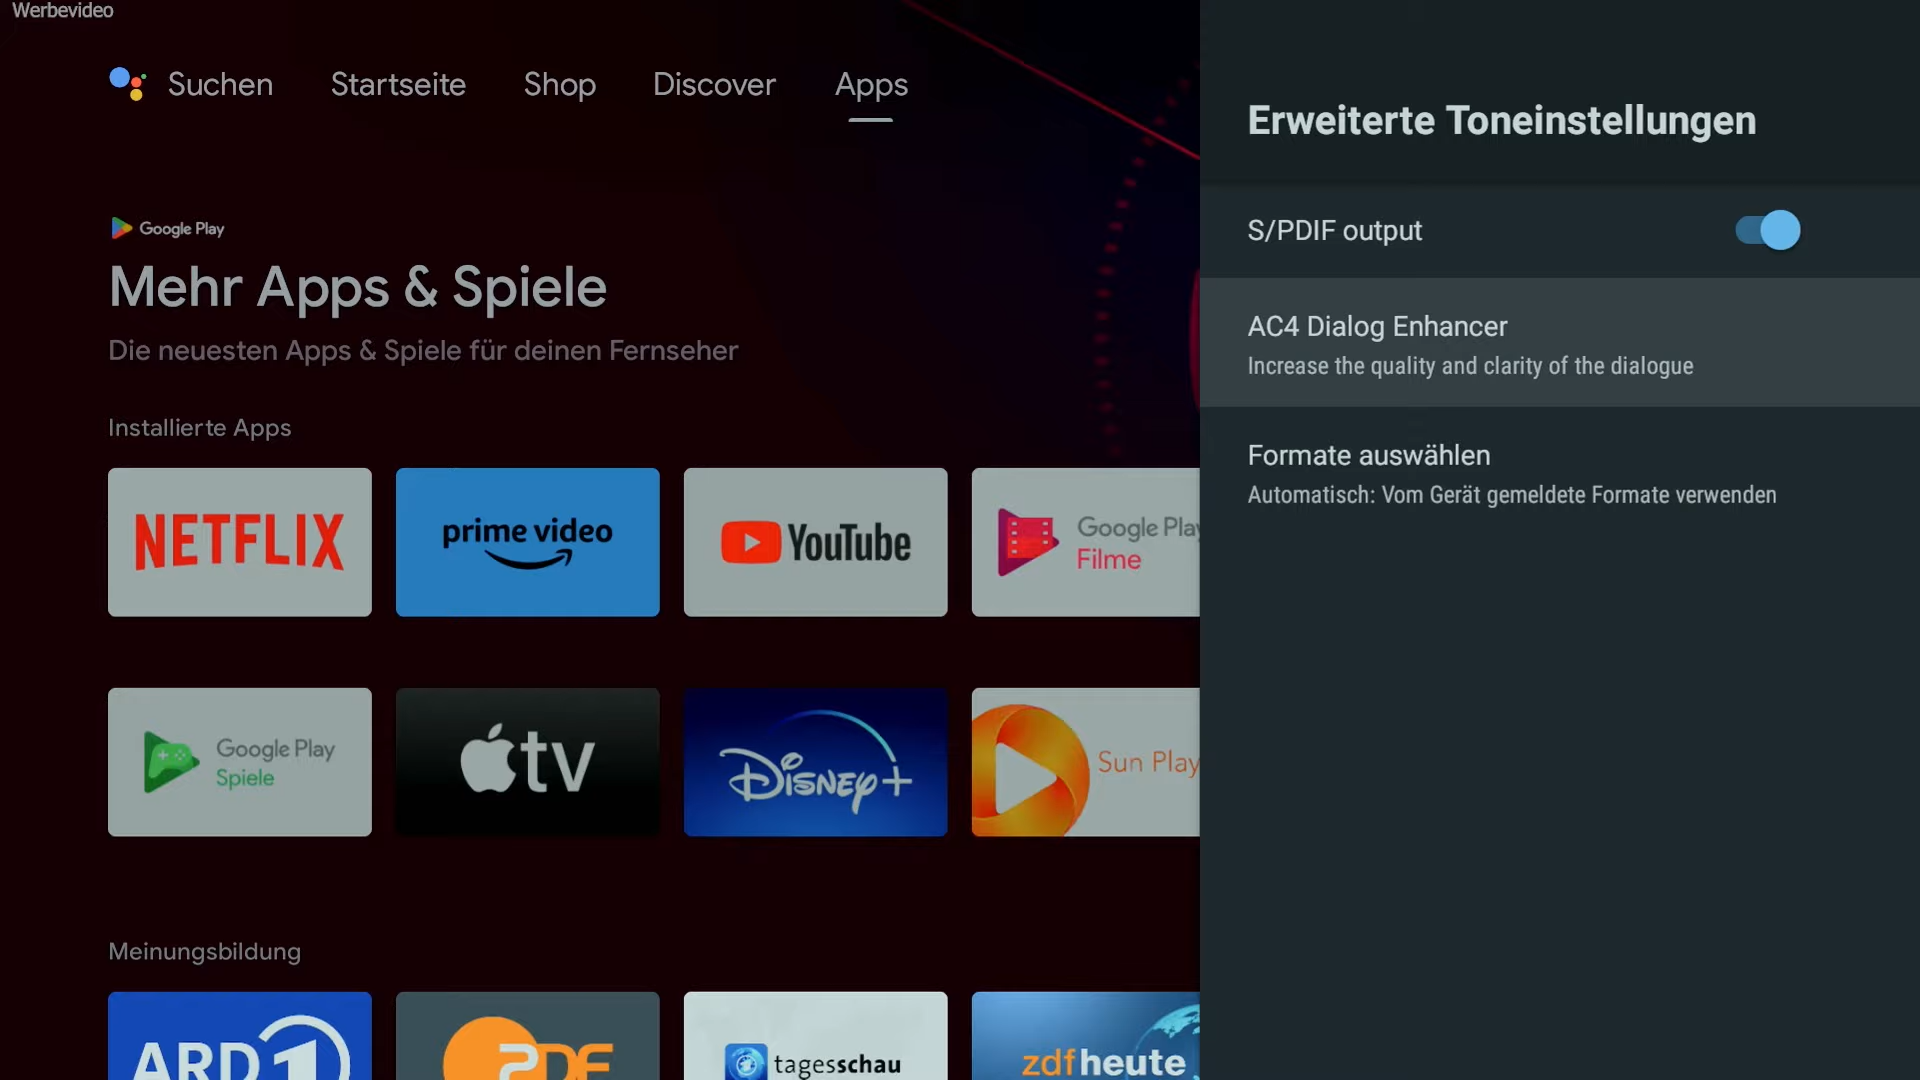 Werbevideo
Suchen Startseite Shop Discover Apps
Google Play
Mehr Apps & Spiele
Die neuesten Apps & Spiele für deinen Fernseher
Installierte Apps
NETFLIX
prime video
YouTube
Google Play
Filme
Google Play
Spiele
tv
Disney+
Sun Play
Meinungsbildung
ARD 1
ZDF
tagesschau
zdfheute
Erweiterte Toneinstellungen
S/PDIF output
AC4 Dialog Enhancer
Increase the quality and clarity of the dialogue
Formate auswählen
Automatisch: Vom Gerät gemeldete Formate verwenden